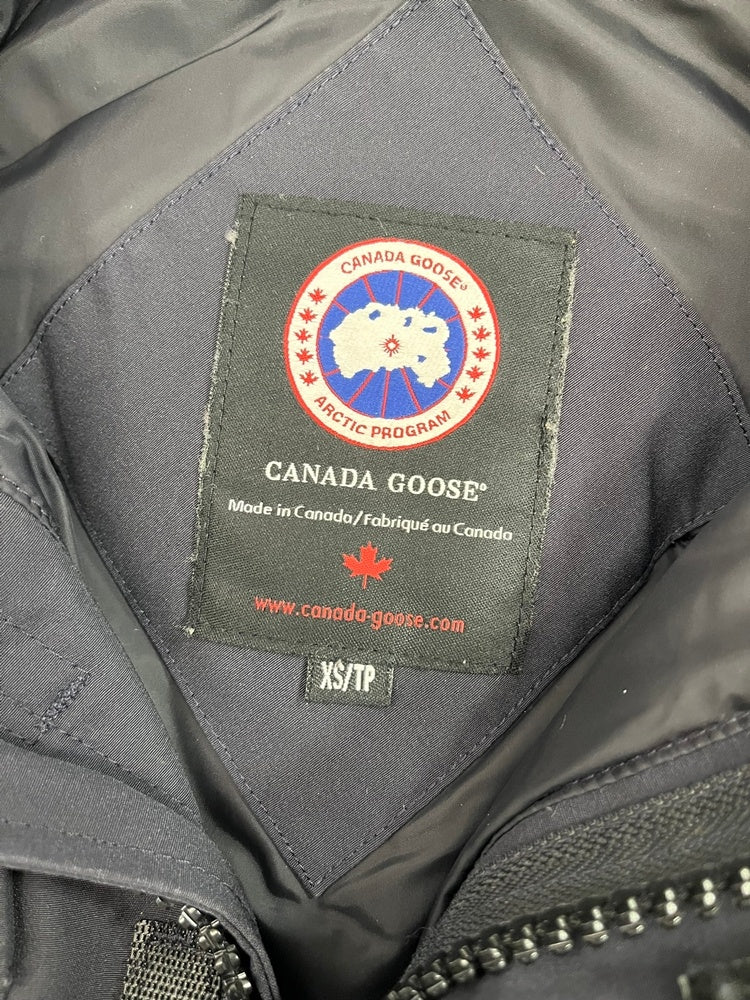 CANADA GOOSE®
ARCTIC PROGRAM
CANADA GOOSE®
Made in Canada/Fabriqué au Canada
www.canada-goose.com
XS/TP